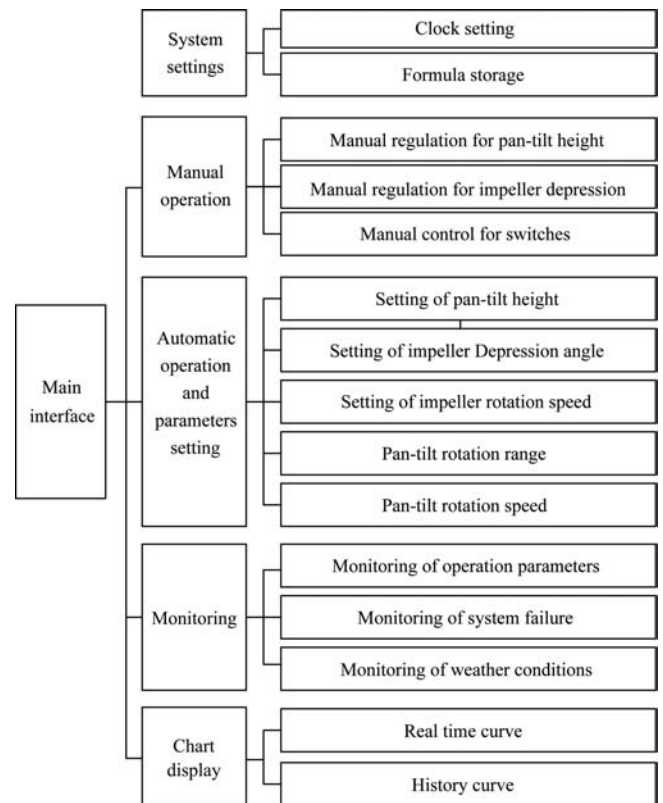 System
settings
Clock setting
Formula storage
Manual
operation
Manual regulation for pan-tilt height
Manual regulation for impeller depression
Manual control for switches
Main
interface
Automatic
operation
and
parameters
setting
Setting of pan-tilt height
Setting of impeller Depression angle
Setting of impeller rotation speed
Pan-tilt rotation range
Pan-tilt rotation speed
Monitoring
Monitoring of operation parameters
Monitoring of system failure
Monitoring of weather conditions
Chart
display
Real time curve
History curve